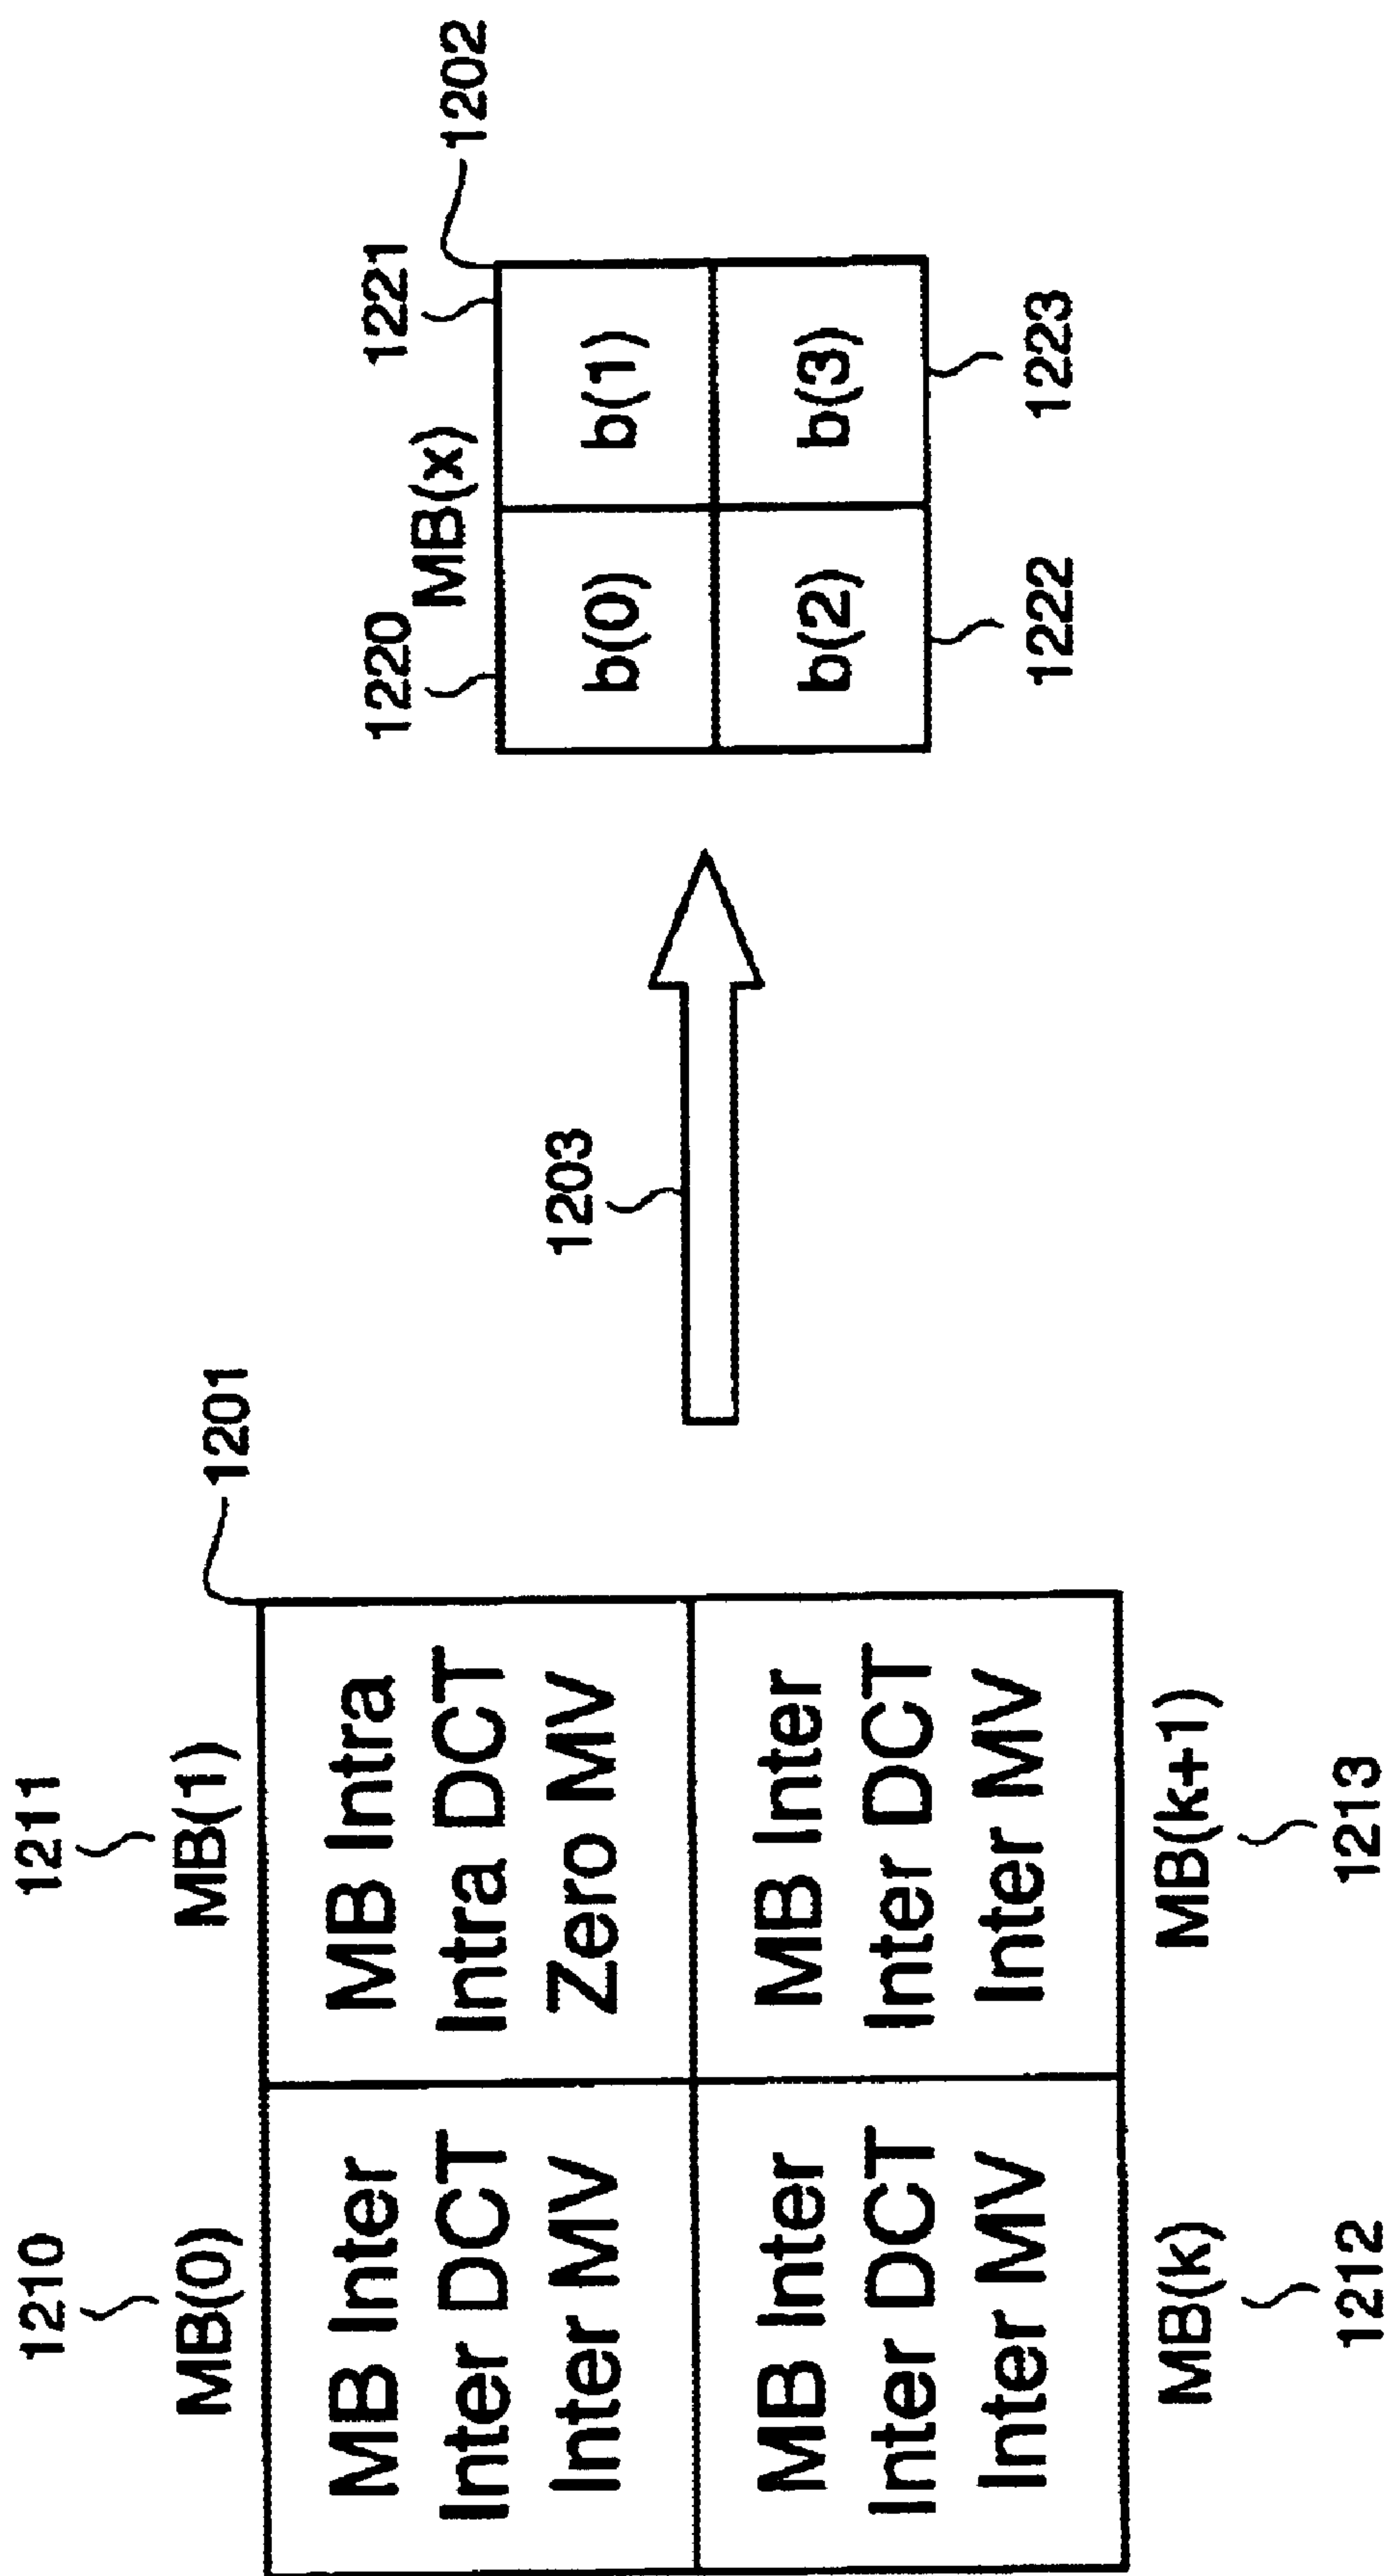 1210
1211
MB(0)
MB(1)
1201
MB Inter
Inter DCT
Inter MV
MB Intra
Intra DCT
Zero MV
MB Inter
Inter DCT
Inter MV
MB Inter
Inter DCT
Inter MV
MB(k)
MB(k+1)
1212
1213
1203
1220
1221
1202
MB(x)
b(0)
b(1)
b(2)
b(3)
1222
1223